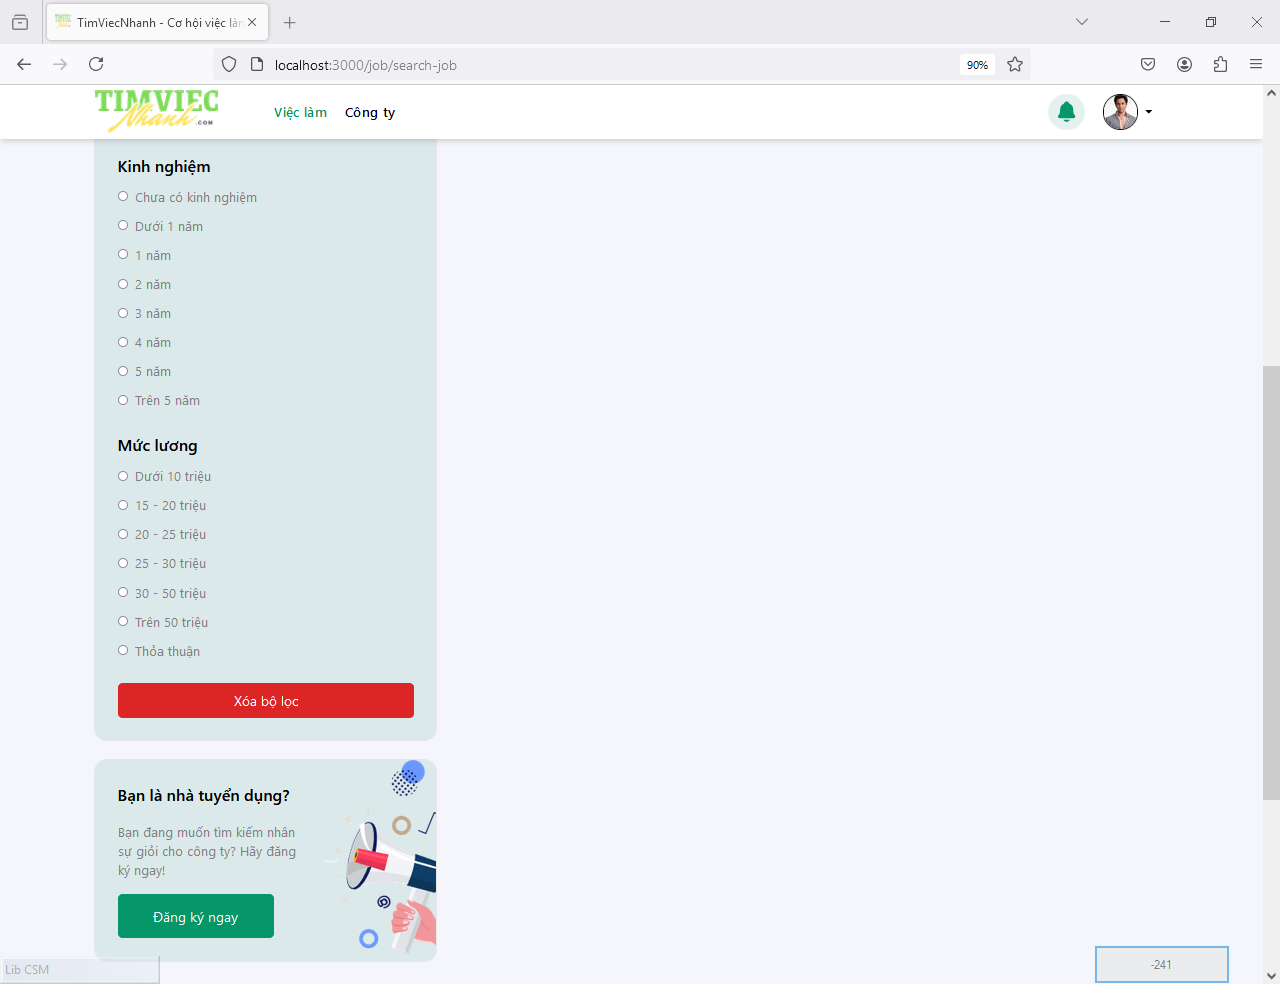 TimViecNhanh - Cơ hội việc làn
localhost:3000/job/search-job
90%
TIMVIEC
Nhanh .COM
Việc làm
Công ty
Kinh nghiệm
Chưa có kinh nghiệm
Dưới 1 năm
1 năm
2 năm
3 năm
4 năm
5 năm
Trên 5 năm
Mức lương
Dưới 10 triệu
15 - 20 triệu
20 - 25 triệu
25 - 30 triệu
30 - 50 triệu
Trên 50 triệu
Thỏa thuận
Xóa bộ lọc
Bạn là nhà tuyển dụng?
Bạn đang muốn tìm kiếm nhân
sự giỏi cho công ty? Hãy đăng
ký ngay!
Đăng ký ngay
Lib CSM
-241